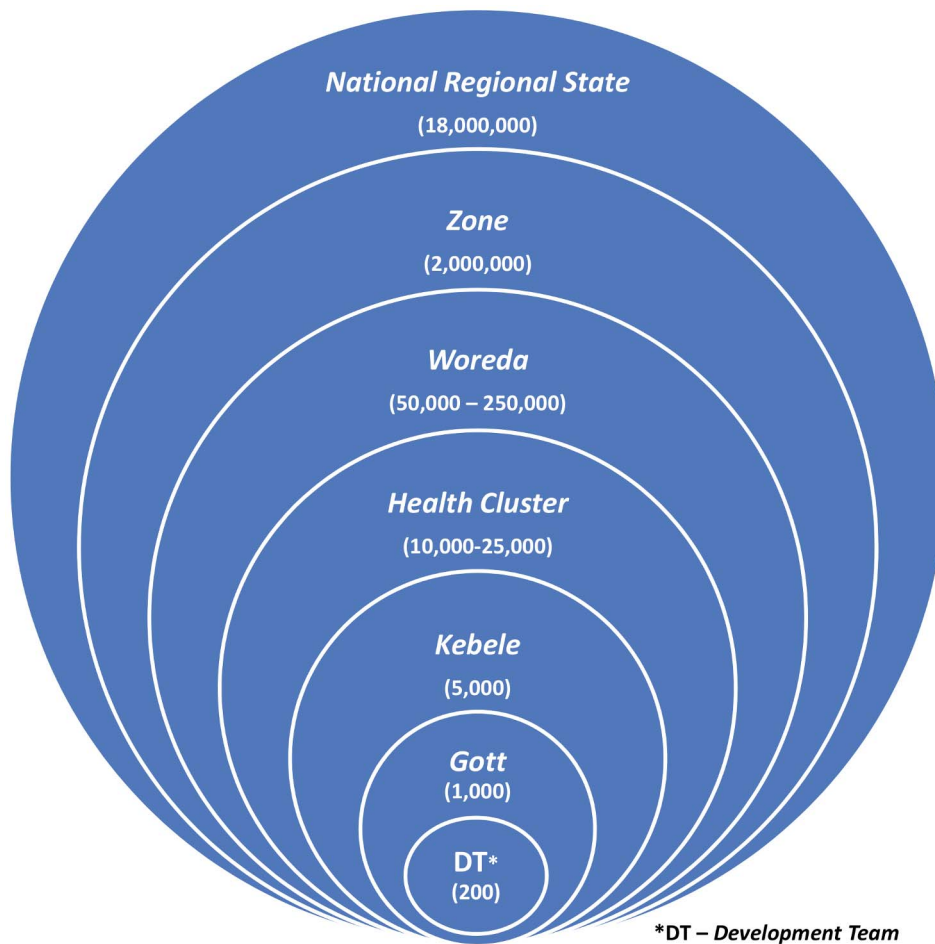 National Regional State
(18,000,000)
Zone
(2,000,000)
Woreda
(50,000 – 250,000)
Health Cluster
(10,000-25,000)
Kebele
(5,000)
Gott
(1,000)
DT*
(200)
*DT – Development Team